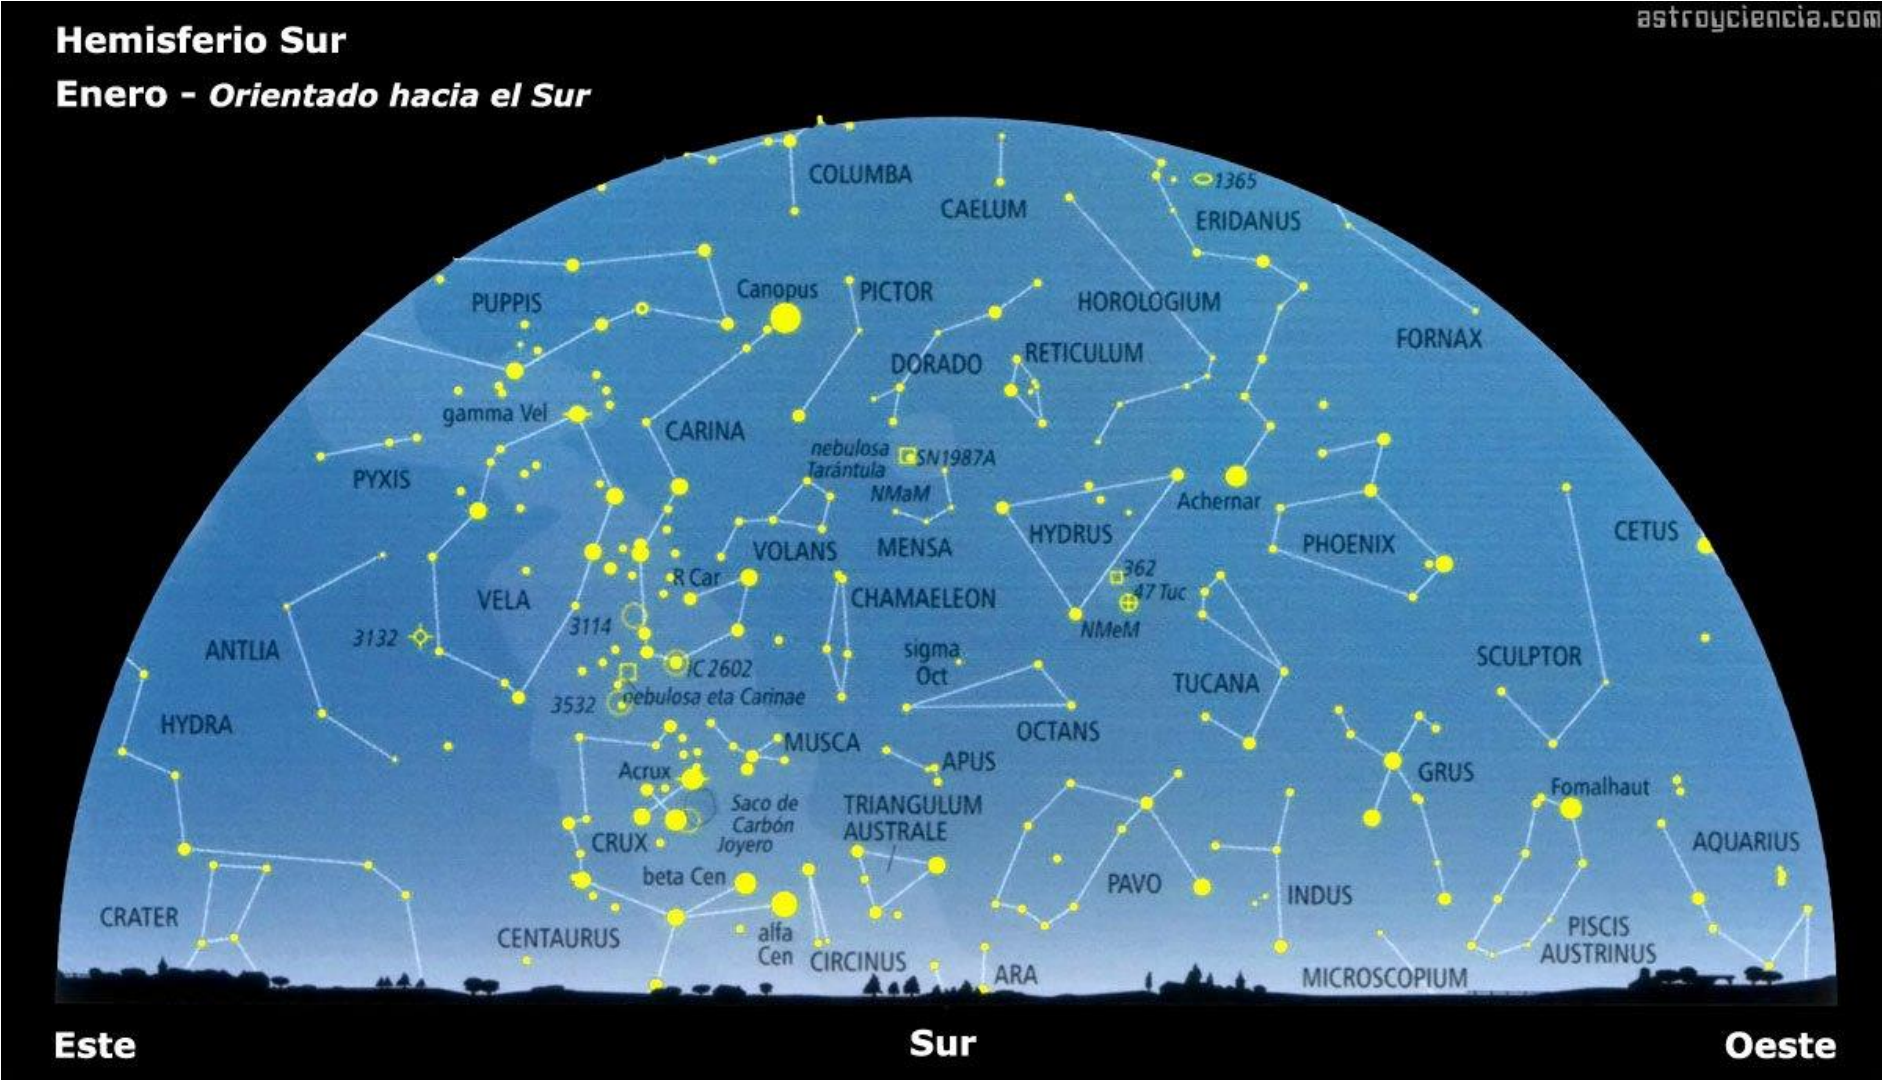 astroyciencia.com
Hemisferio Sur
Enero - Orientado hacia el Sur
COLUMBA
1365
CAELUM
ERIDANUS
Canopus
PICTOR
PUPPIS
HOROLOGIUM
FORNAX
RETICULUM
DORADO
gamma Vel
CARINA
nebulosa
Tarántula
SN1987A
PYXIS
NMaM
Achernar
HYDRUS
CETUS
VOLANS
MENSA
PHOENIX
362
R Car
47 Tuc
VELA
CHAMAELEON
3114
NMeM
3132
ANTLIA
sigma
Oct
SCULPTOR
IC 2602
TUCANA
nebulosa eta Carinae
3532
HYDRA
OCTANS
MUSCA
APUS
Acrux
GRUS
Fomalhaut
Saco de
Carbón
Joyero
TRIANGULUM
AUSTRALE
CRUX
AQUARIUS
beta Cen
PAVO
INDUS
CRATER
CENTAURUS
alfa
Cen
CIRCINUS
PISCIS
AUSTRINUS
ARA
MICROSCOPIUM
Este
Sur
Oeste